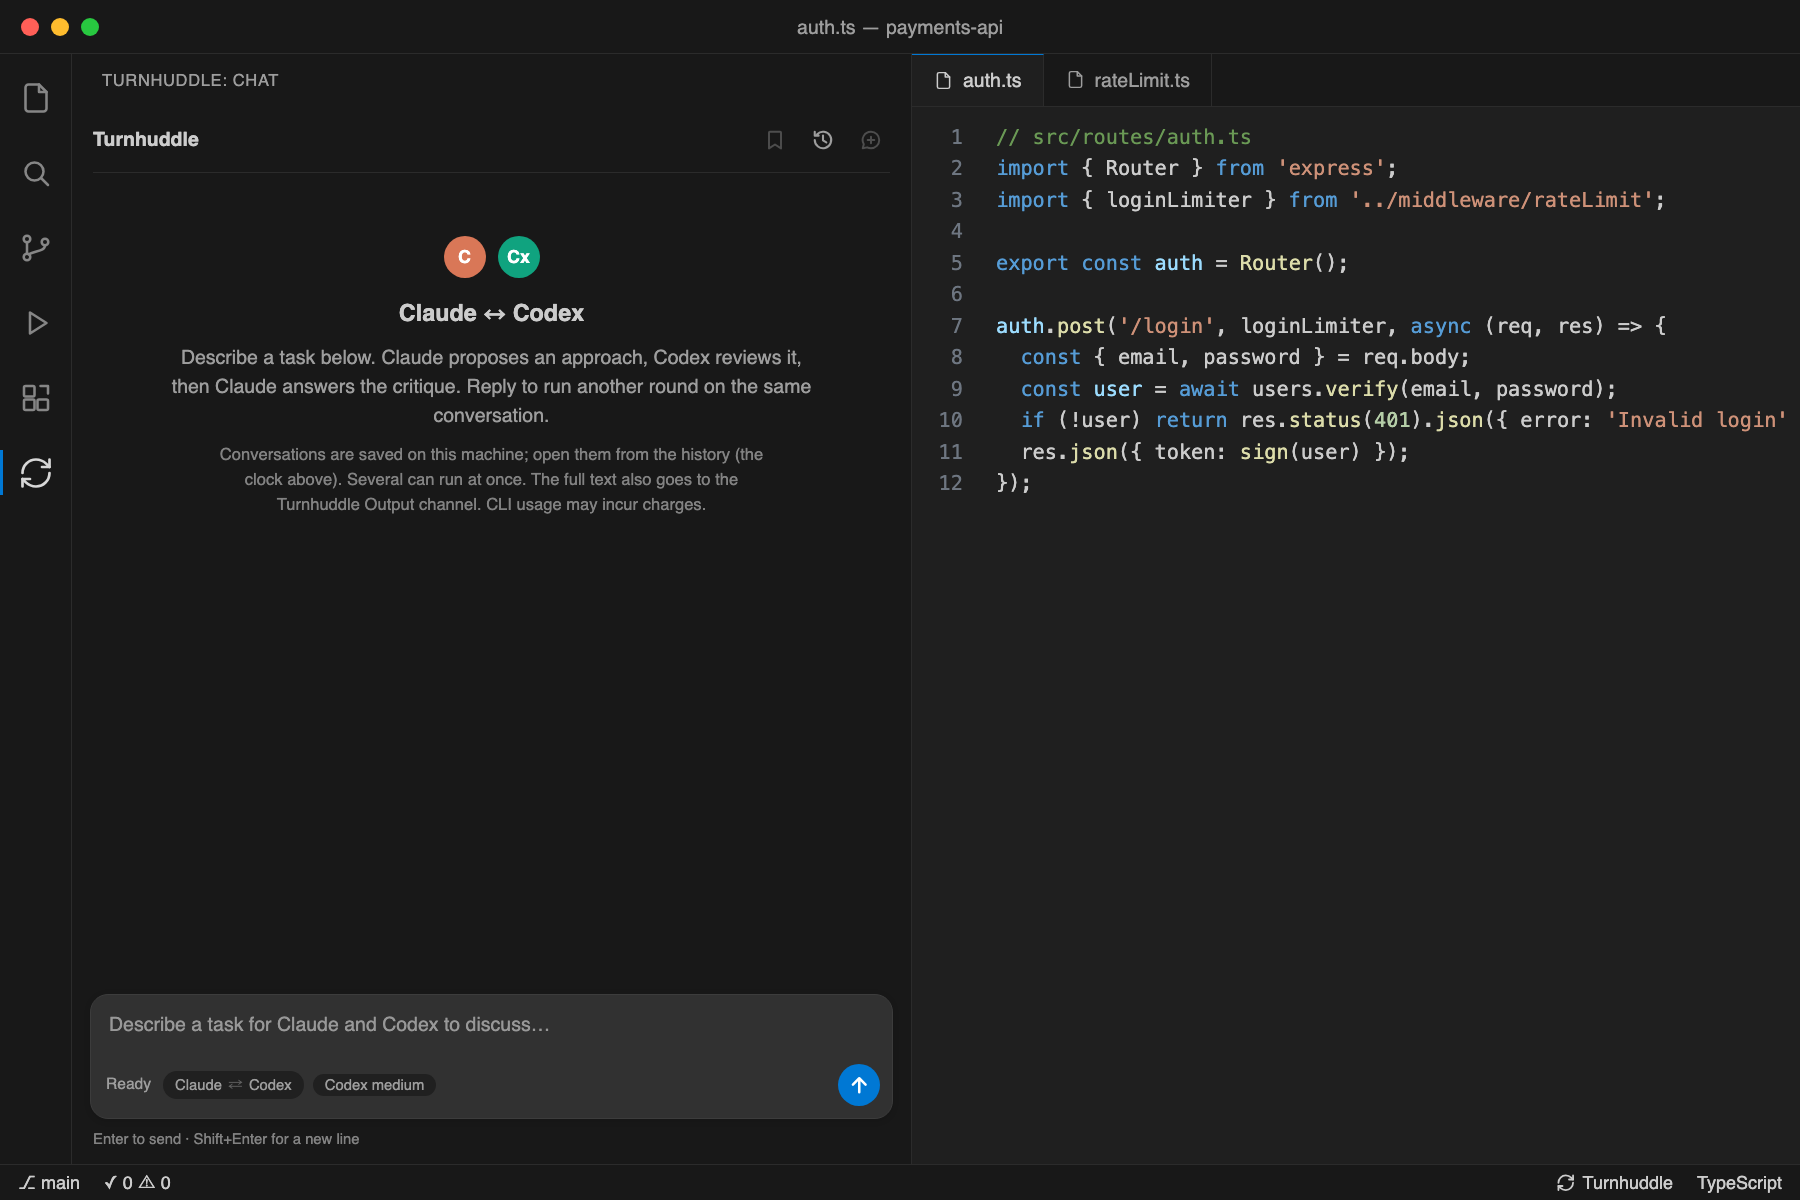 auth.ts — payments-api
TURNHUDDLE: CHAT
Turnhuddle
C
Cx
Claude ↔ Codex
Describe a task below. Claude proposes an approach, Codex reviews it,
then Claude answers the critique. Reply to run another round on the same
conversation.
Conversations are saved on this machine; open them from the history (the
clock above). Several can run at once. The full text also goes to the
Turnhuddle Output channel. CLI usage may incur charges.
Describe a task for Claude and Codex to discuss…
Ready
Claude ⇄ Codex
Codex medium
Enter to send · Shift+Enter for a new line
auth.ts
rateLimit.ts
1 // src/routes/auth.ts
2 import { Router } from 'express';
3 import { loginLimiter } from '../middleware/rateLimit';
4
5 export const auth = Router();
6
7 auth.post('/login', loginLimiter, async (req, res) => {
8   const { email, password } = req.body;
9   const user = await users.verify(email, password);
10   if (!user) return res.status(401).json({ error: 'Invalid login'
11   res.json({ token: sign(user) });
12 });
main
✓ 0 ⚠ 0
Turnhuddle
TypeScript